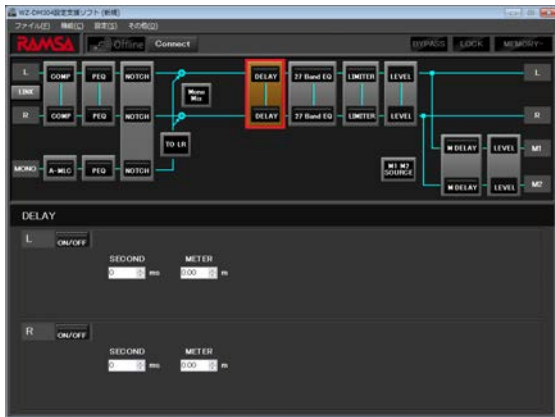 WZ-DM304設定支援ソフト (新規)
ファイル(F) 機能(C) 設定(S) その他(O)
RAMSA Offline Connect BYPASS LOCK MEMORY
L COMP PEQ NOTCH DELAY 27 Band EQ LIMITER LEVEL L
LINK Mono Mix
R COMP PEQ NOTCH DELAY 27 Band EQ LIMITER LEVEL R
TO LR M DELAY LEVEL M1
MONO A-MLC PEQ NOTCH M1 M2 SOURCE M DELAY LEVEL M2
DELAY
L ON/OFF
SECOND METER
0 ms 0.00 m
R ON/OFF
SECOND METER
0 ms 0.00 m